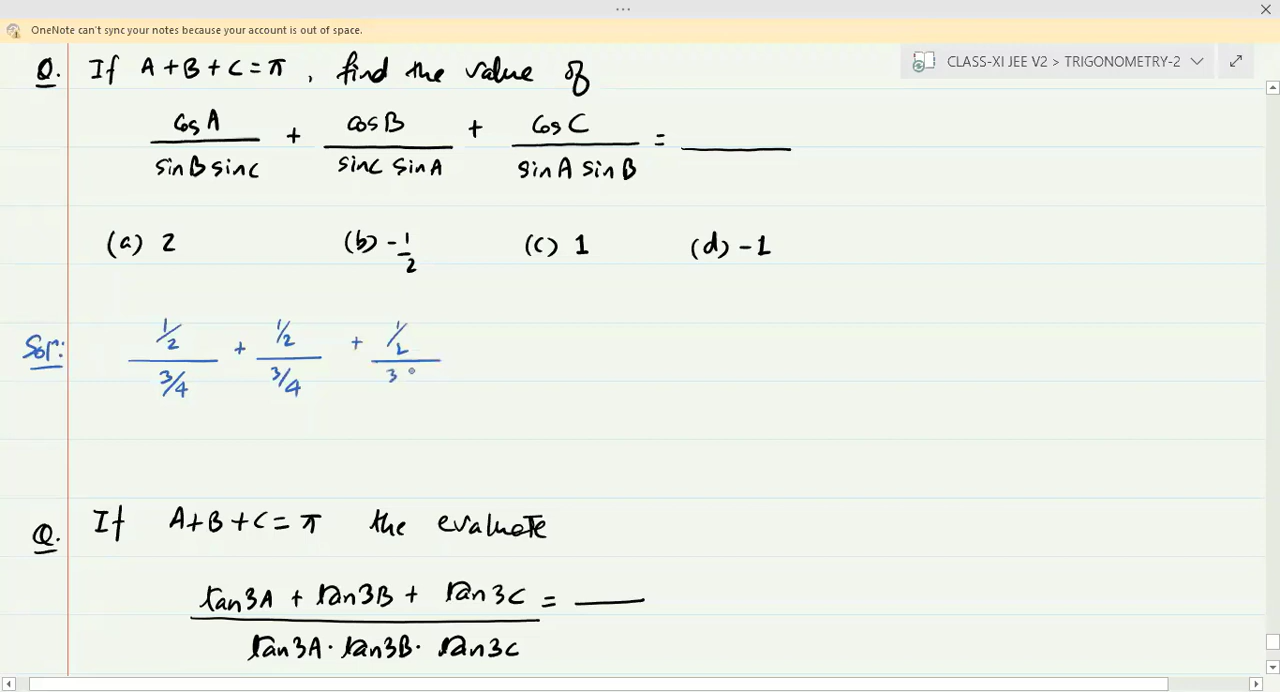 ...
OneNote can't sync your notes because your account is out of space.
CLASS-XI JEE V2 > TRIGONOMETRY-2
Q. If A+B+C=π, find the value of
cosA/(sinB sinC) + cosB/(sinC sinA) + cosC/(sinA sinB) = ____
(a) 2 (b) -1/2 (c) 1 (d) -1
Sol: (1/2)/(3/4) + (1/2)/(3/4) + (1/2)/3
Q. If A+B+C=π the evaluate
(tan3A + tan3B + tan3C)/(tan3A · tan3B · tan3C) = ____